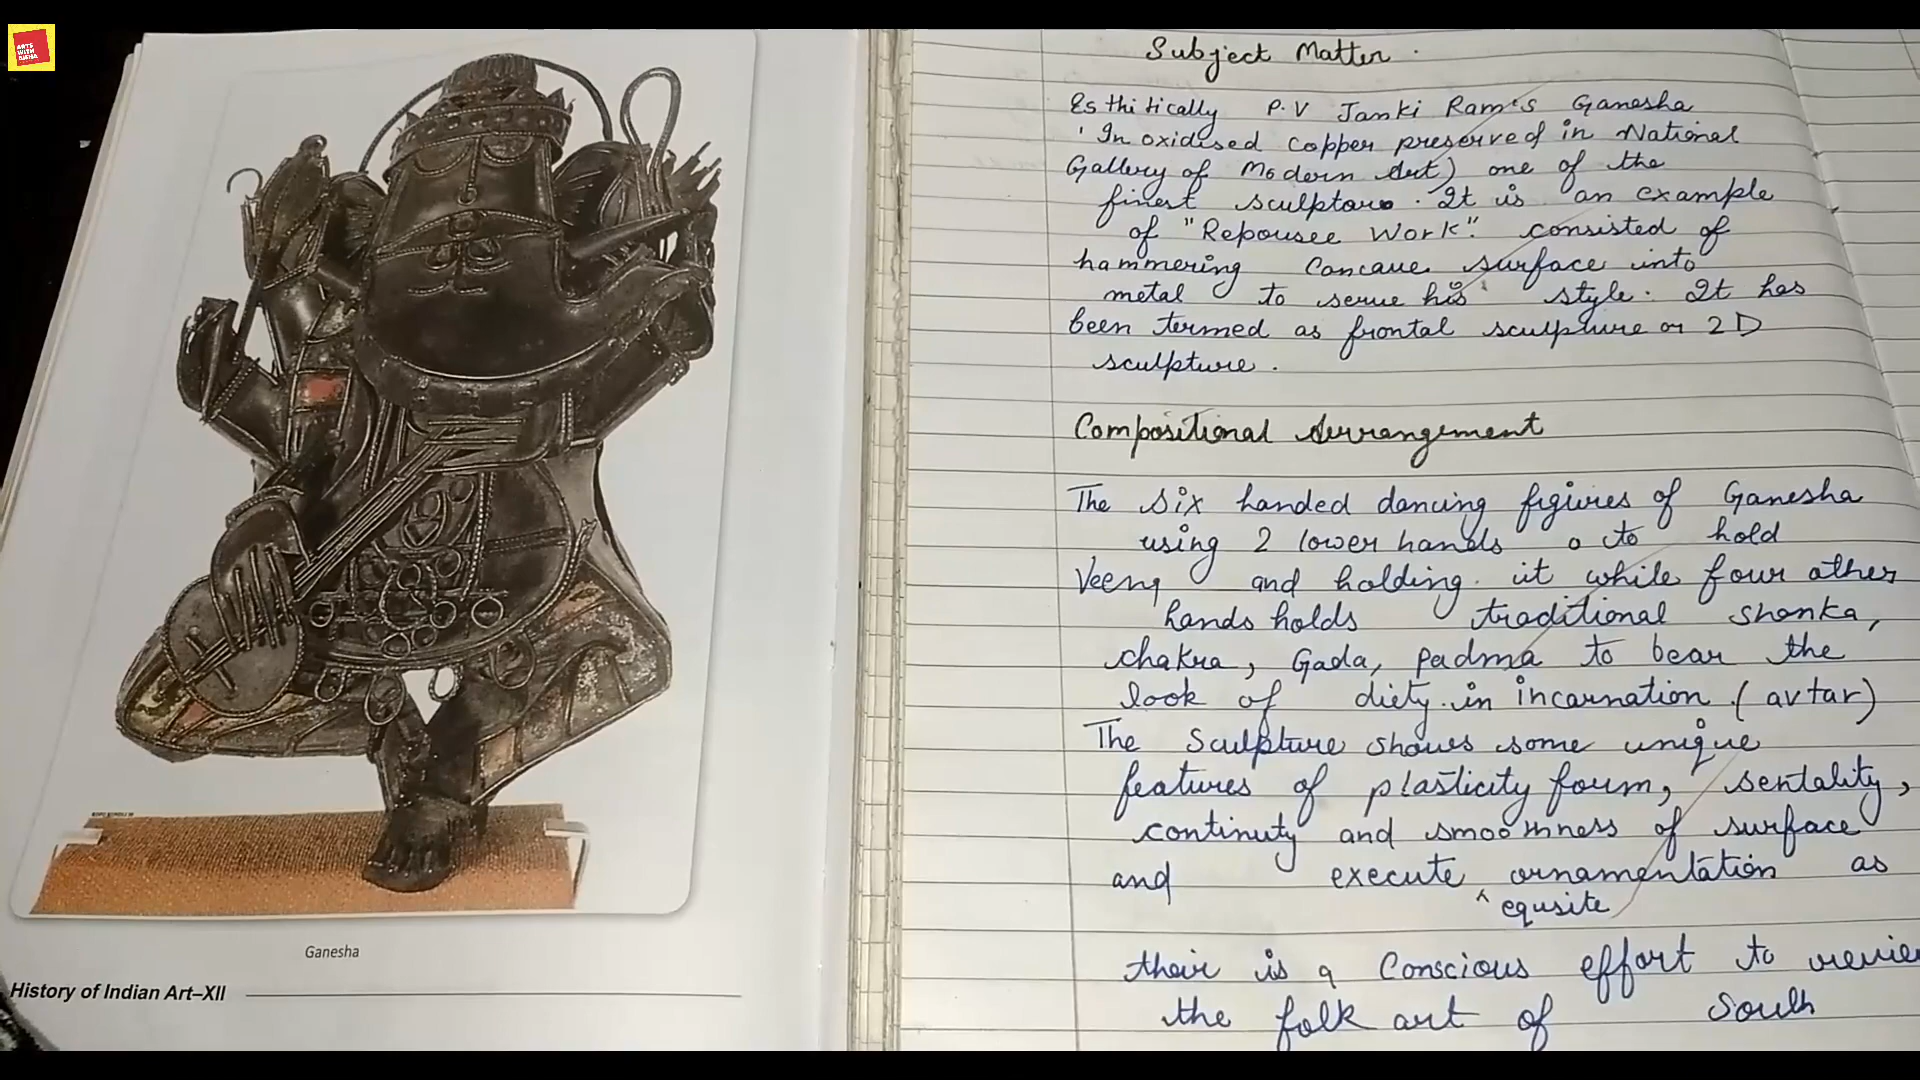 ARTS
WITH
Ganesha
History of Indian Art–XII
Subject Matter
Esthitically P.V Janki Ram's Ganesha
'In oxidised copper preserved in National
Gallery of Modern Art) one of the
finest sculptors. It is an example
of "Repousee Work". consisted of
hammering Concave surface into
metal to serve his style. It has
been termed as frontal sculpture or 2D
sculpture.
Compositional Arrangement
The six handed dancing figures of Ganesha
using 2 lower hands to hold
Veena and holding it while four other
hands holds traditional Shanka,
chakra, Gada, Padma to bear the
look of diety in incarnation (avtar)
The Sculpture shows some unique
features of plasticity form, sentality,
continuty and smoothness of surface
and execute ornamentation as
^ equsite
their is a Conscious effort to
the folk art of South